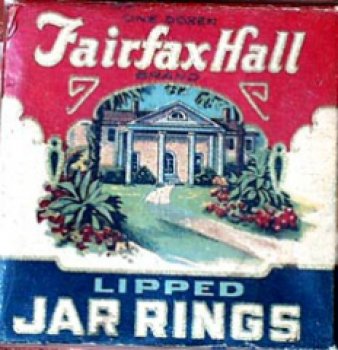 ONE DOZEN
Fairfax Hall
BRAND
LIPPED
JAR RINGS